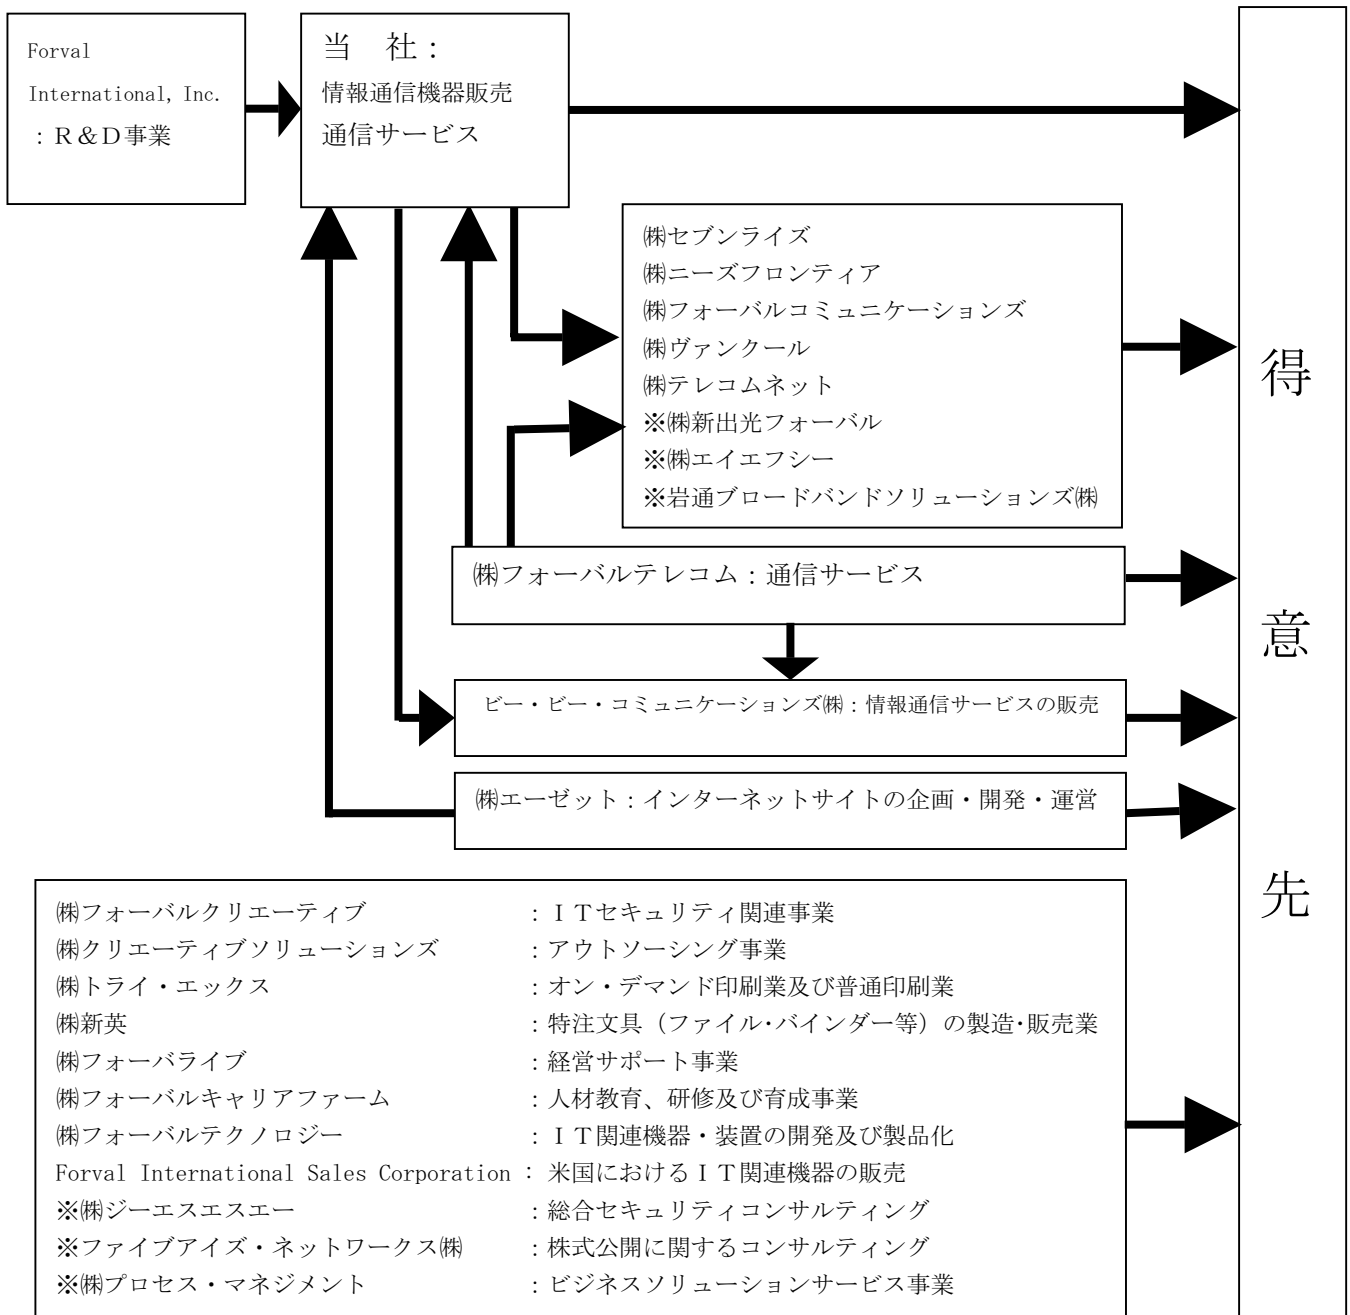 Forval
International, Inc.
：Ｒ＆Ｄ事業
当　社：
情報通信機器販売
通信サービス
㈱セブンライズ
㈱ニーズフロンティア
㈱フォーバルコミュニケーションズ
㈱ヴァンクール
㈱テレコムネット
※㈱新出光フォーバル
※㈱エイエフシー
※岩通ブロードバンドソリューションズ㈱
㈱フォーバルテレコム：通信サービス
ビー・ビー・コミュニケーションズ㈱：情報通信サービスの販売
㈱エーゼット：インターネットサイトの企画・開発・運営
㈱フォーバルクリエーティブ　：ＩＴセキュリティ関連事業
㈱クリエーティブソリューションズ　：アウトソーシング事業
㈱トライ・エックス　：オン・デマンド印刷業及び普通印刷業
㈱新英　：特注文具（ファイル･バインダー等）の製造･販売業
㈱フォーバライブ　：経営サポート事業
㈱フォーバルキャリアファーム　：人材教育、研修及び育成事業
㈱フォーバルテクノロジー　：ＩＴ関連機器・装置の開発及び製品化
Forval International Sales Corporation：米国におけるＩＴ関連機器の販売
※㈱ジーエスエスエー　：総合セキュリティコンサルティング
※ファイブアイズ・ネットワークス㈱　：株式公開に関するコンサルティング
※㈱プロセス・マネジメント　：ビジネスソリューションサービス事業
得
意
先